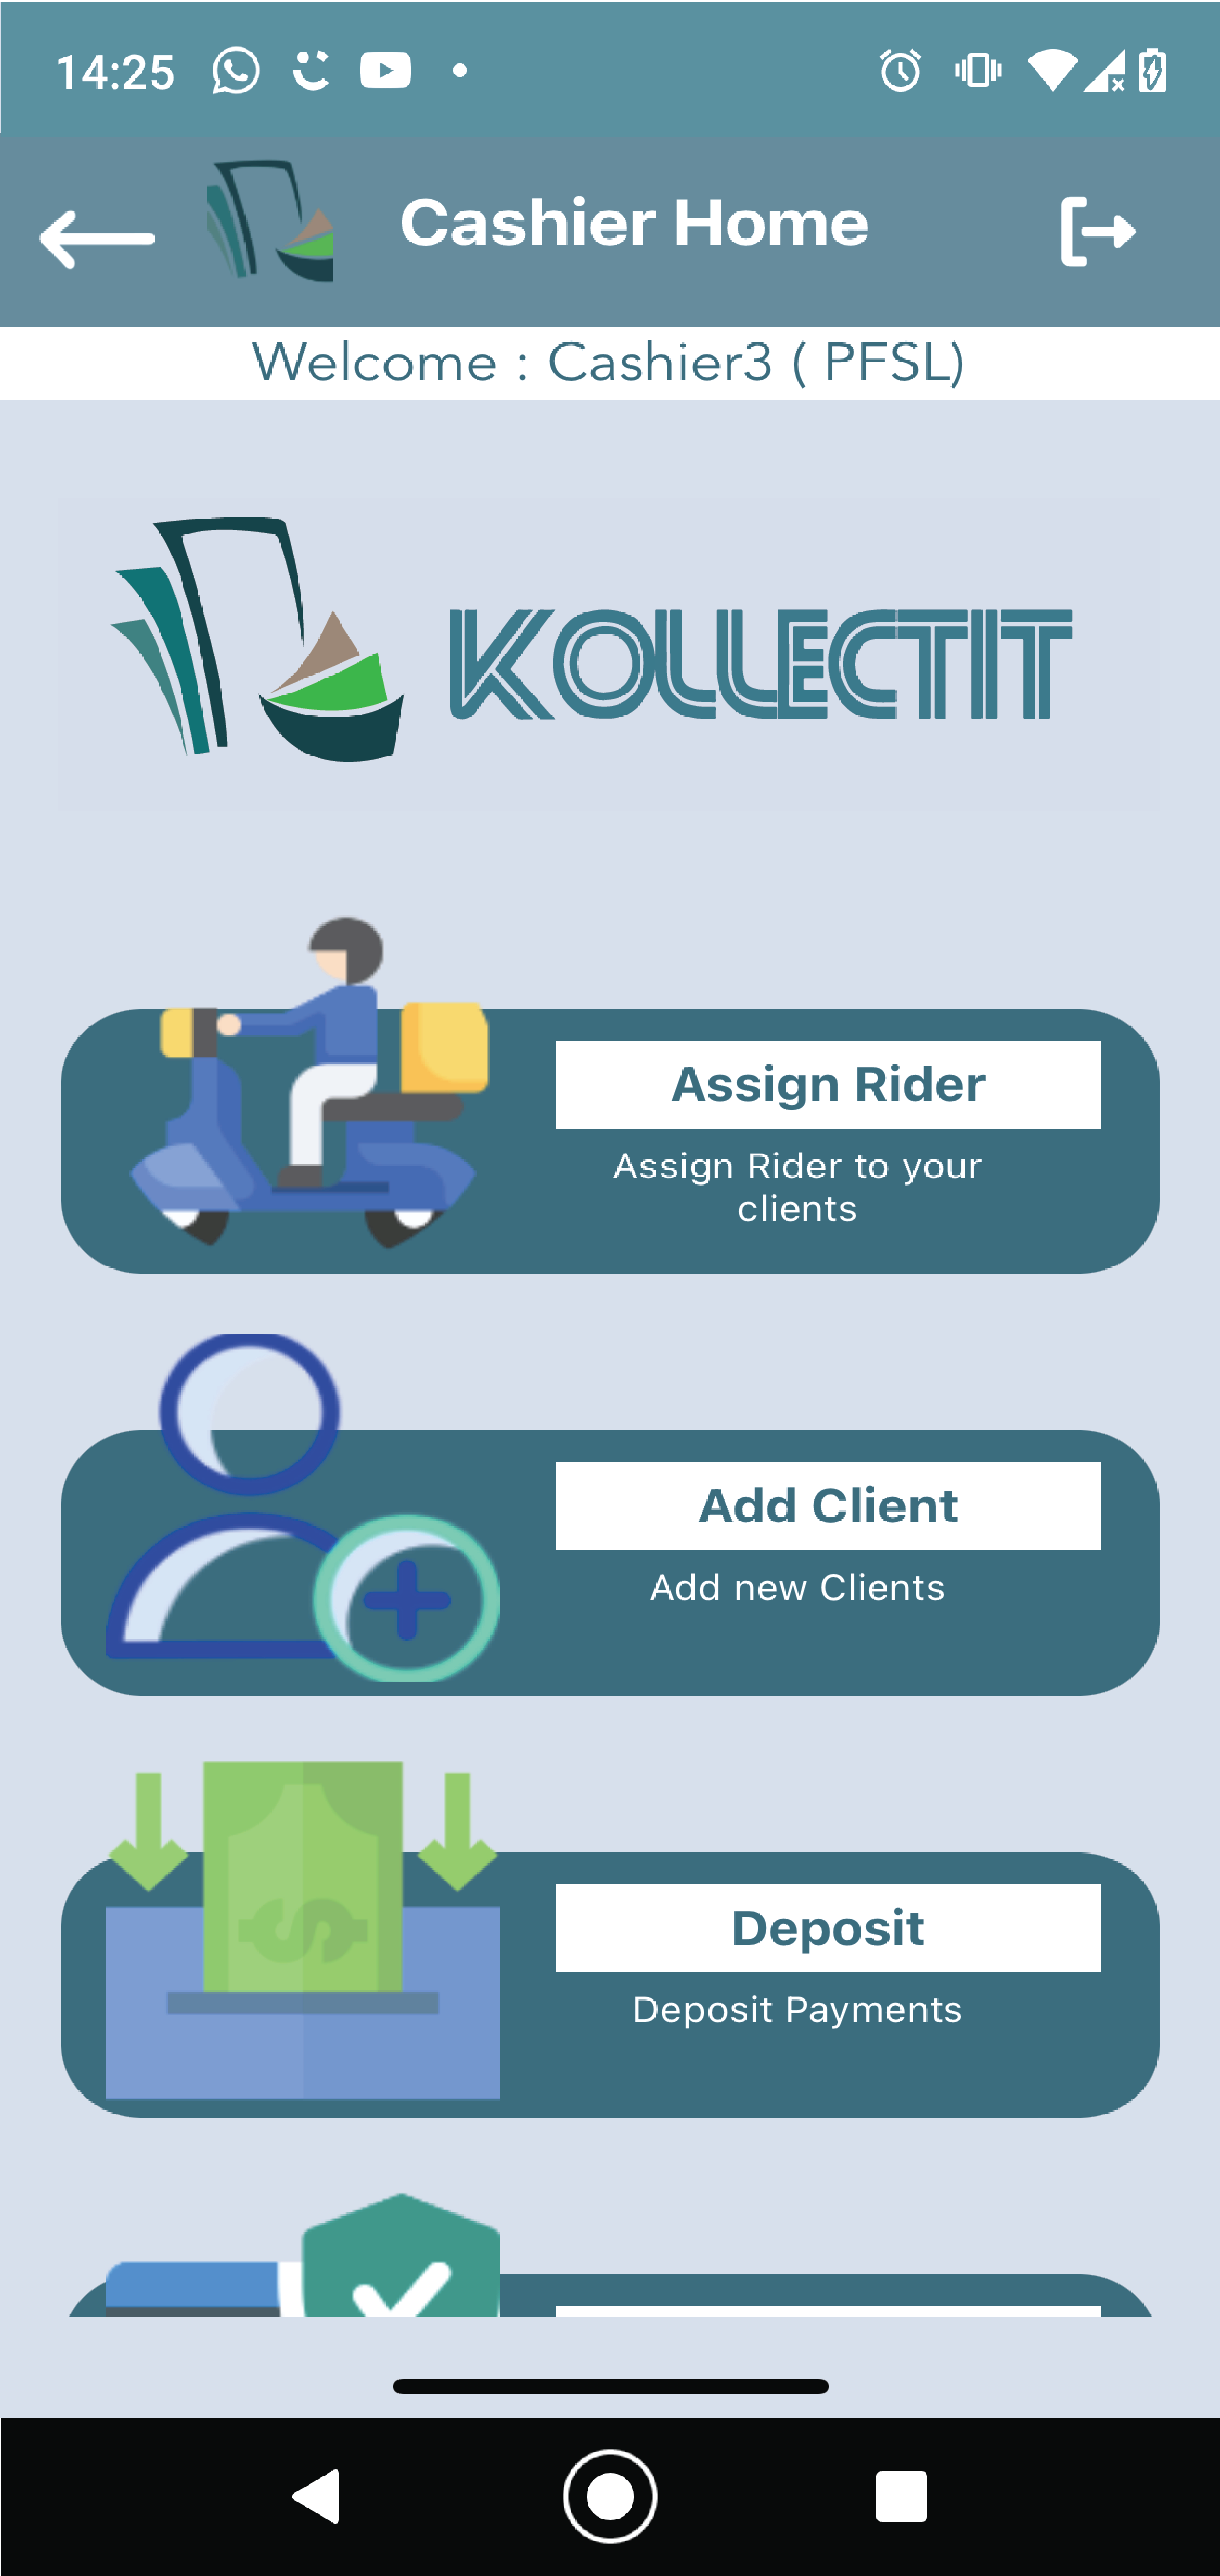 14:25
Cashier Home
Welcome : Cashier3 ( PFSL)
KOLLECTIT
Assign Rider
Assign Rider to your
clients
Add Client
Add new Clients
$
Deposit
Deposit Payments